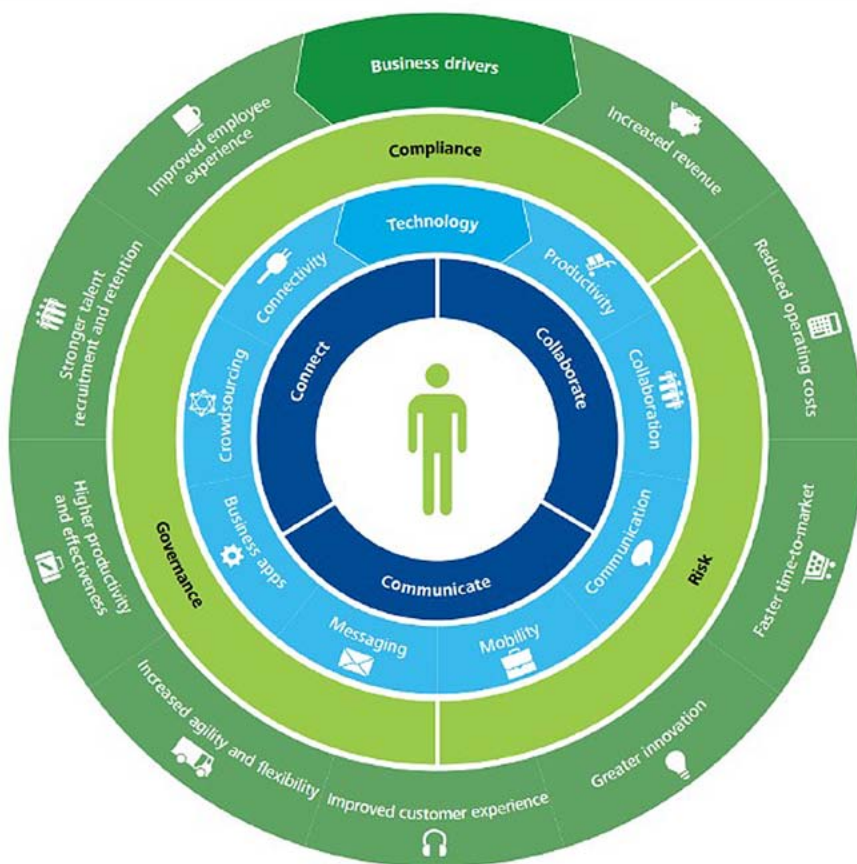 Business drivers
Increased revenue
Reduced operating costs
Faster time-to-market
Greater innovation
Improved customer experience
Increased agility and flexibility
Higher productivity
and effectiveness
Stronger talent
recruitment and retention
Improved employee
experience
Compliance
Risk
Governance
Technology
Productivity
Collaboration
Communication
Mobility
Messaging
Business apps
Crowdsourcing
Connectivity
Collaborate
Communicate
Connect